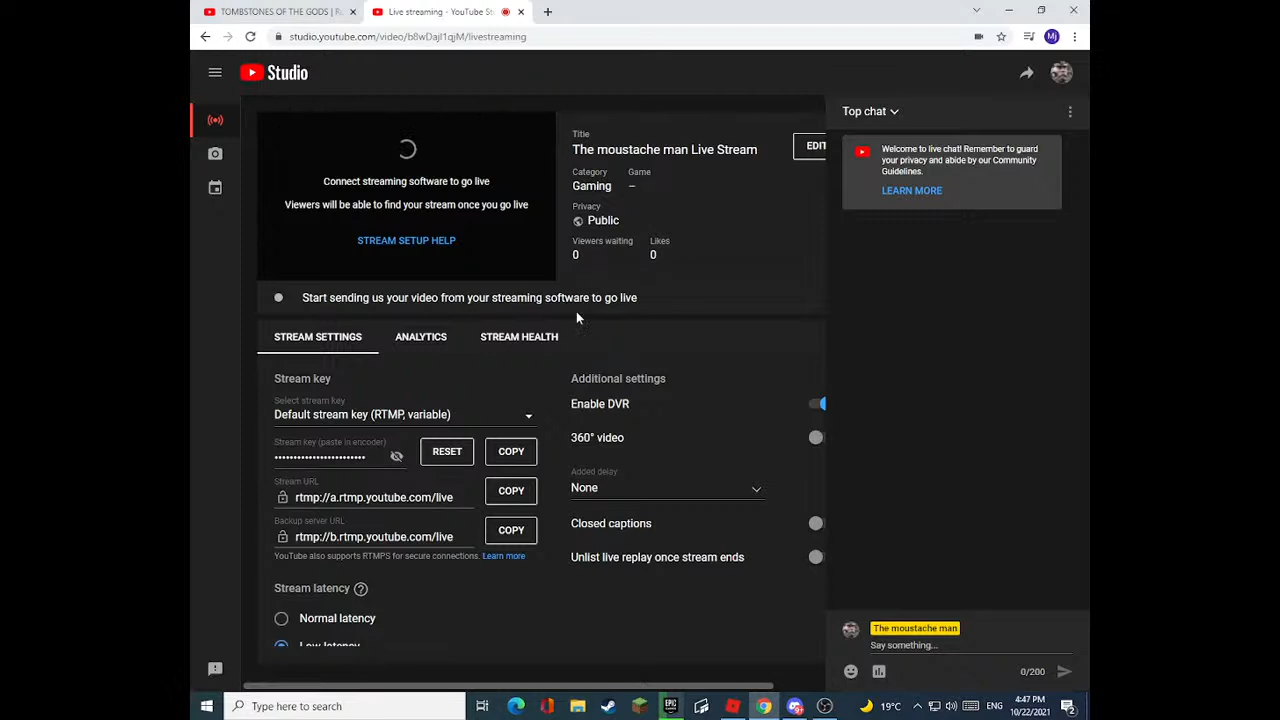 TOMBSTONES OF THE GODS | Ro
Live streaming - YouTube St
studio.youtube.com/video/b8wDajI1qjM/livestreaming
Mj
Studio
Connect streaming software to go live
Viewers will be able to find your stream once you go live
STREAM SETUP HELP
Title
The moustache man Live Stream
EDIT
Category
Game
Gaming
–
Privacy
Public
Viewers waiting
Likes
0
0
Start sending us your video from your streaming software to go live
STREAM SETTINGS
ANALYTICS
STREAM HEALTH
Stream key
Select stream key
Default stream key (RTMP, variable)
Stream key (paste in encoder)
•••••••••••••••••••••••
RESET
COPY
Stream URL
rtmp://a.rtmp.youtube.com/live
COPY
Backup server URL
rtmp://b.rtmp.youtube.com/live
COPY
YouTube also supports RTMPS for secure connections. Learn more
Stream latency
Normal latency
Low latency
Additional settings
Enable DVR
360° video
Added delay
None
Closed captions
Unlist live replay once stream ends
Top chat
Welcome to live chat! Remember to guard
your privacy and abide by our Community
Guidelines.
LEARN MORE
The moustache man
Say something...
0/200
Type here to search
EPIC
19°C
ENG
4:47 PM
10/22/2021
2